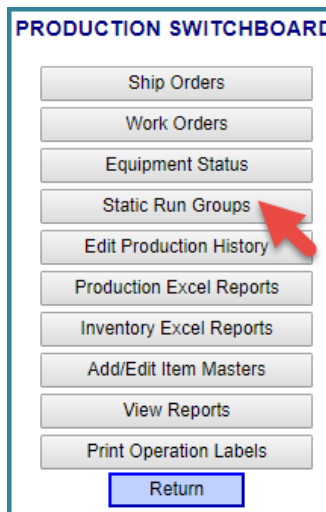 PRODUCTION SWITCHBOARD
Ship Orders
Work Orders
Equipment Status
Static Run Groups
Edit Production History
Production Excel Reports
Inventory Excel Reports
Add/Edit Item Masters
View Reports
Print Operation Labels
Return